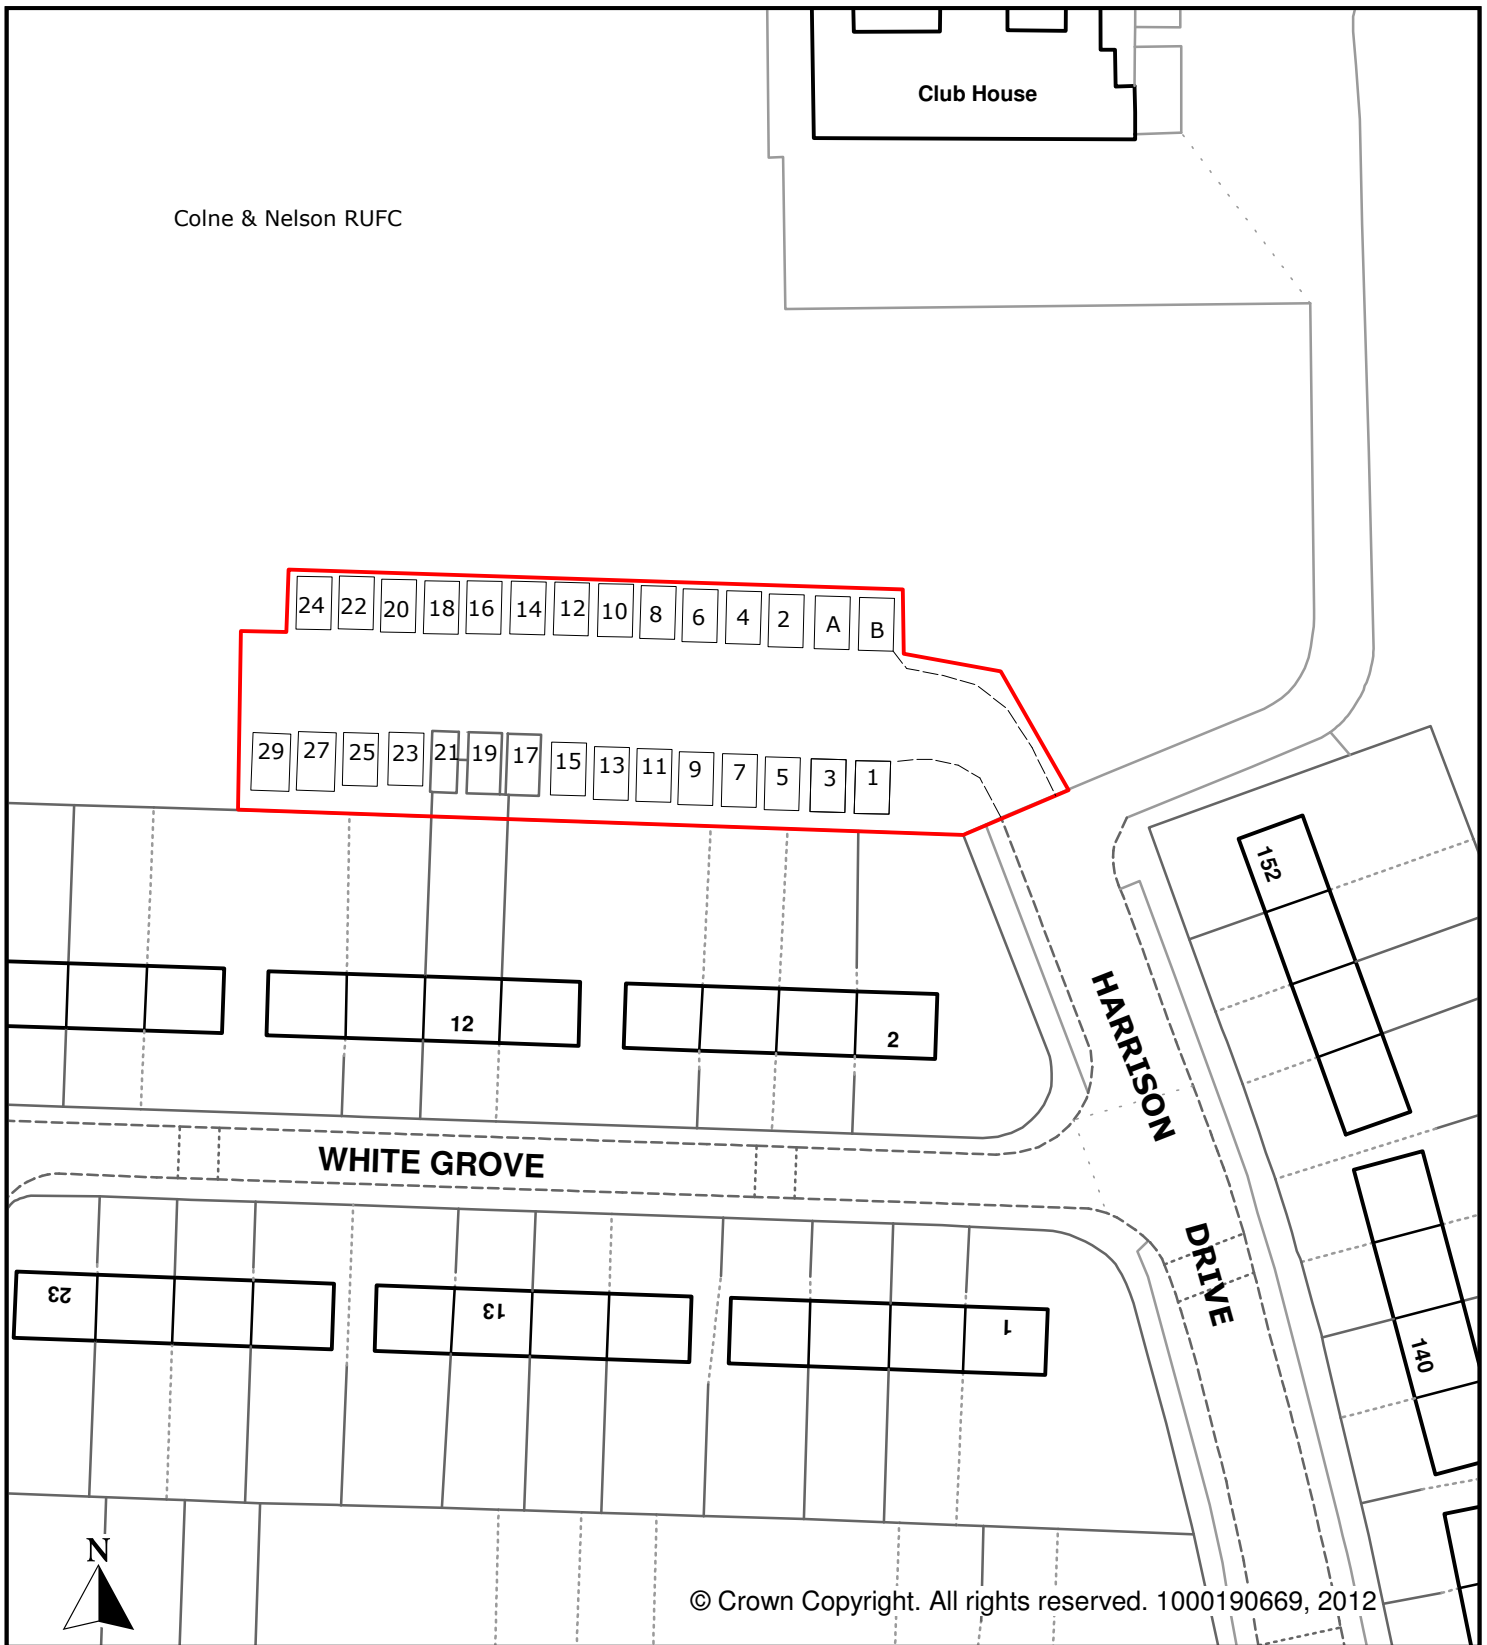 Club House
Colne & Nelson RUFC
24 22 20 18 16 14 12 10 8 6 4 2 A B
29 27 25 23 21 19 17 15 13 11 9 7 5 3 1
152
12
2
HARRISON
WHITE GROVE
DRIVE
23
13
1
140
N
© Crown Copyright. All rights reserved. 1000190669, 2012